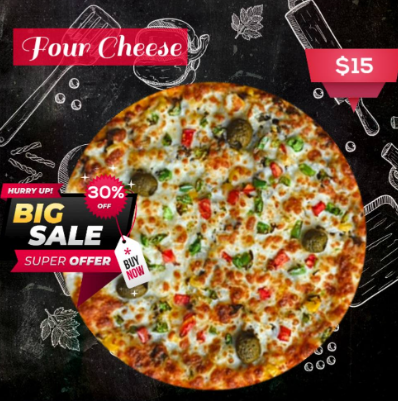 Four Cheese
$15
HURRY UP!
30%
OFF
BIG
SALE
SUPER OFFER
*
BUY
NOW